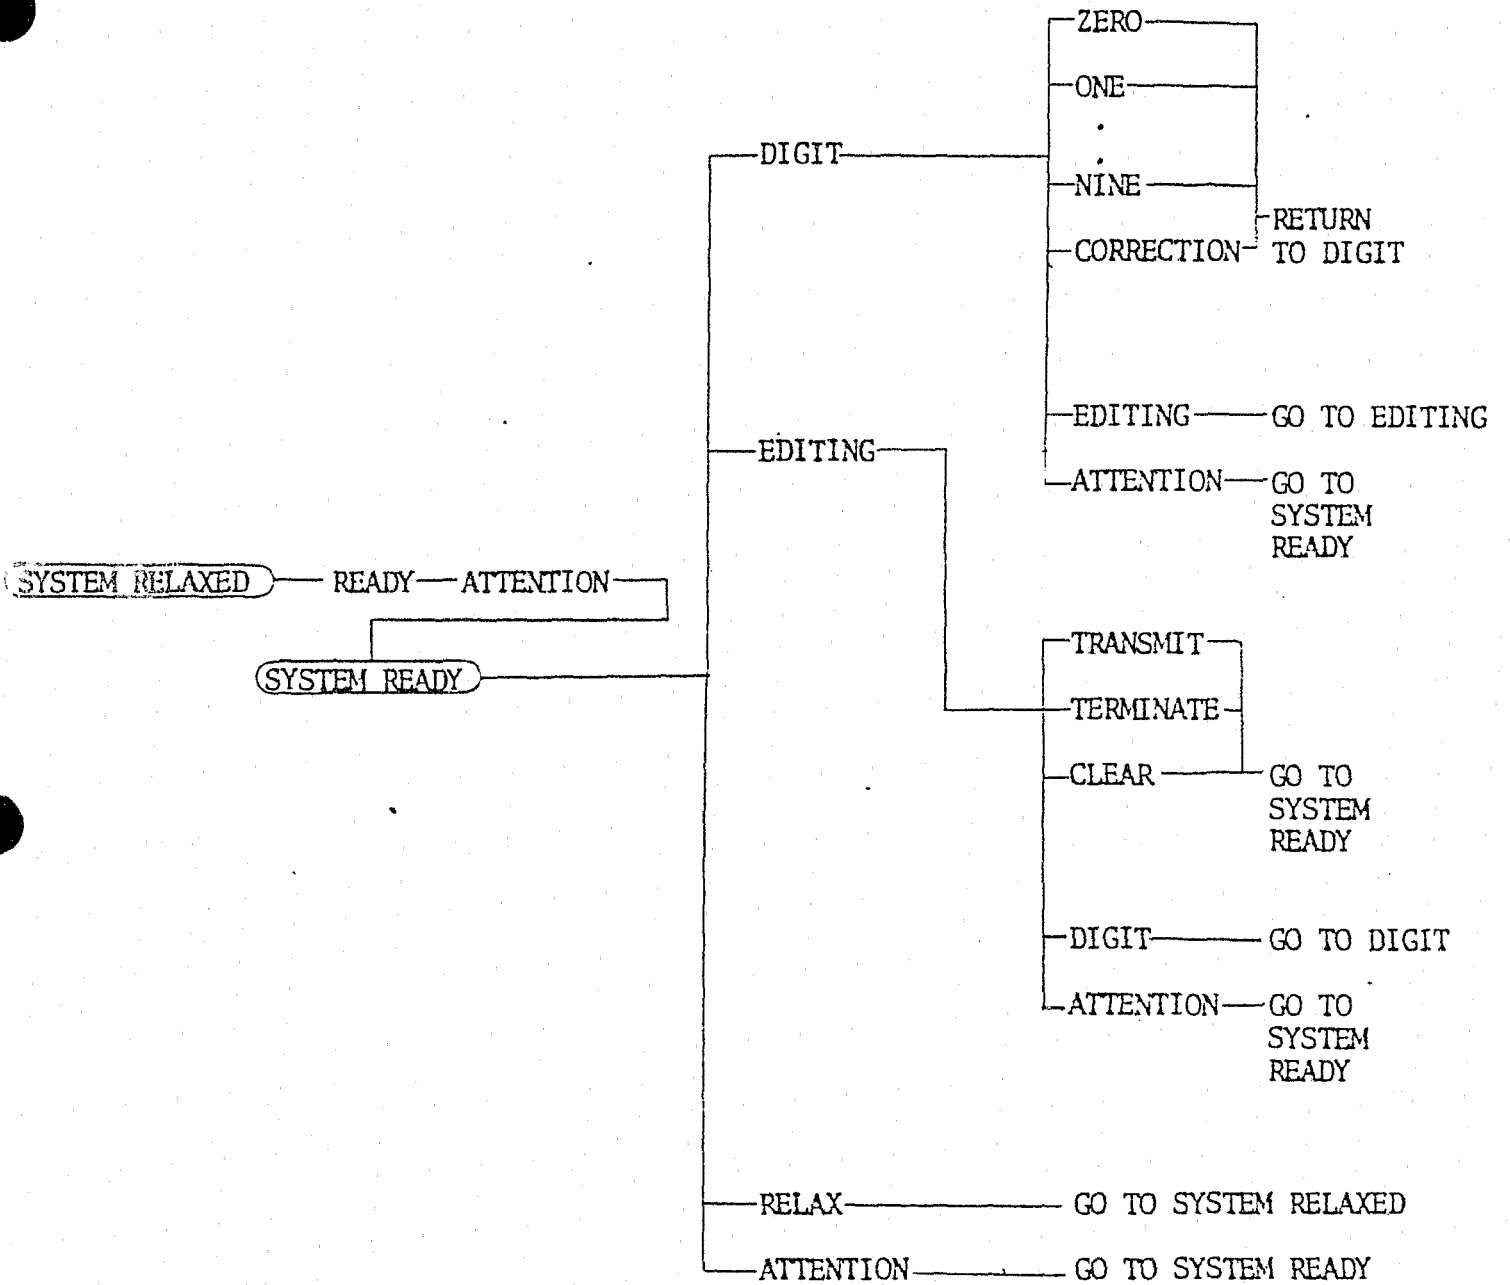 ZERO
ONE
NINE
DIGIT
RETURN
CORRECTION TO DIGIT
EDITING GO TO EDITING
EDITING
ATTENTION GO TO
SYSTEM
READY
SYSTEM RELAXED READY ATTENTION
SYSTEM READY
TRANSMIT
TERMINATE
CLEAR GO TO
SYSTEM
READY
DIGIT GO TO DIGIT
ATTENTION GO TO
SYSTEM
READY
RELAX GO TO SYSTEM RELAXED
ATTENTION GO TO SYSTEM READY